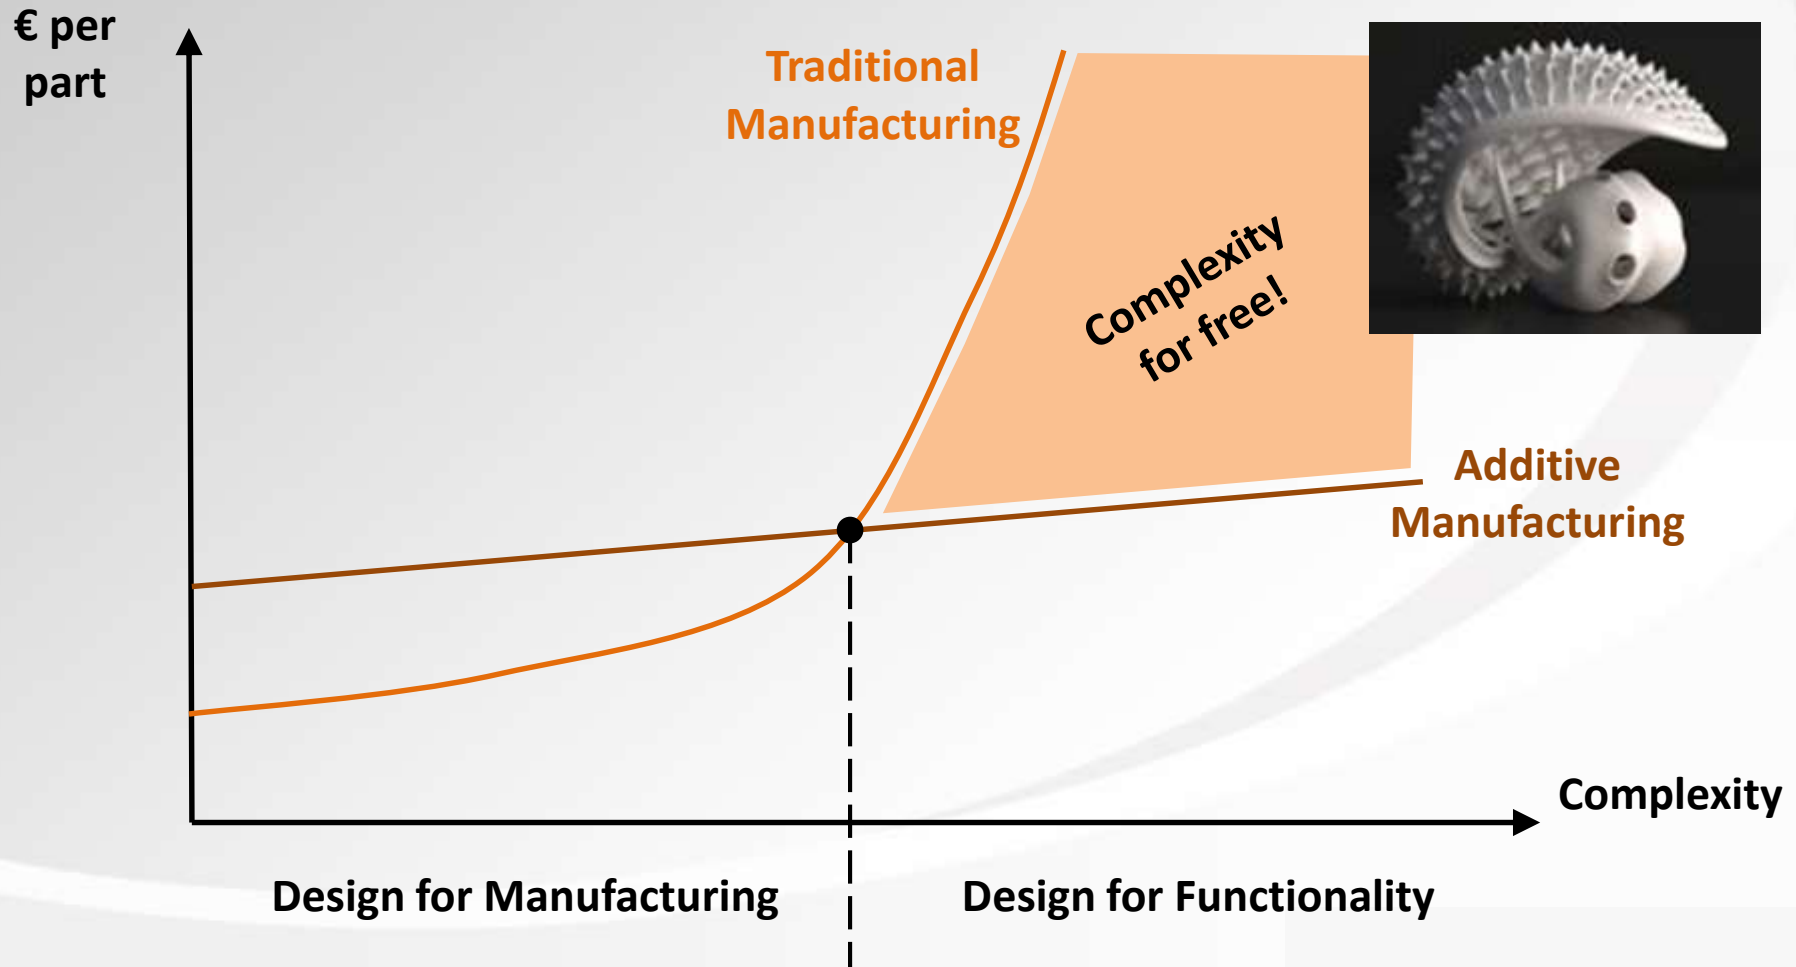 € per
part
Traditional
Manufacturing
Complexity
for free!
Additive
Manufacturing
Complexity
Design for Manufacturing
Design for Functionality